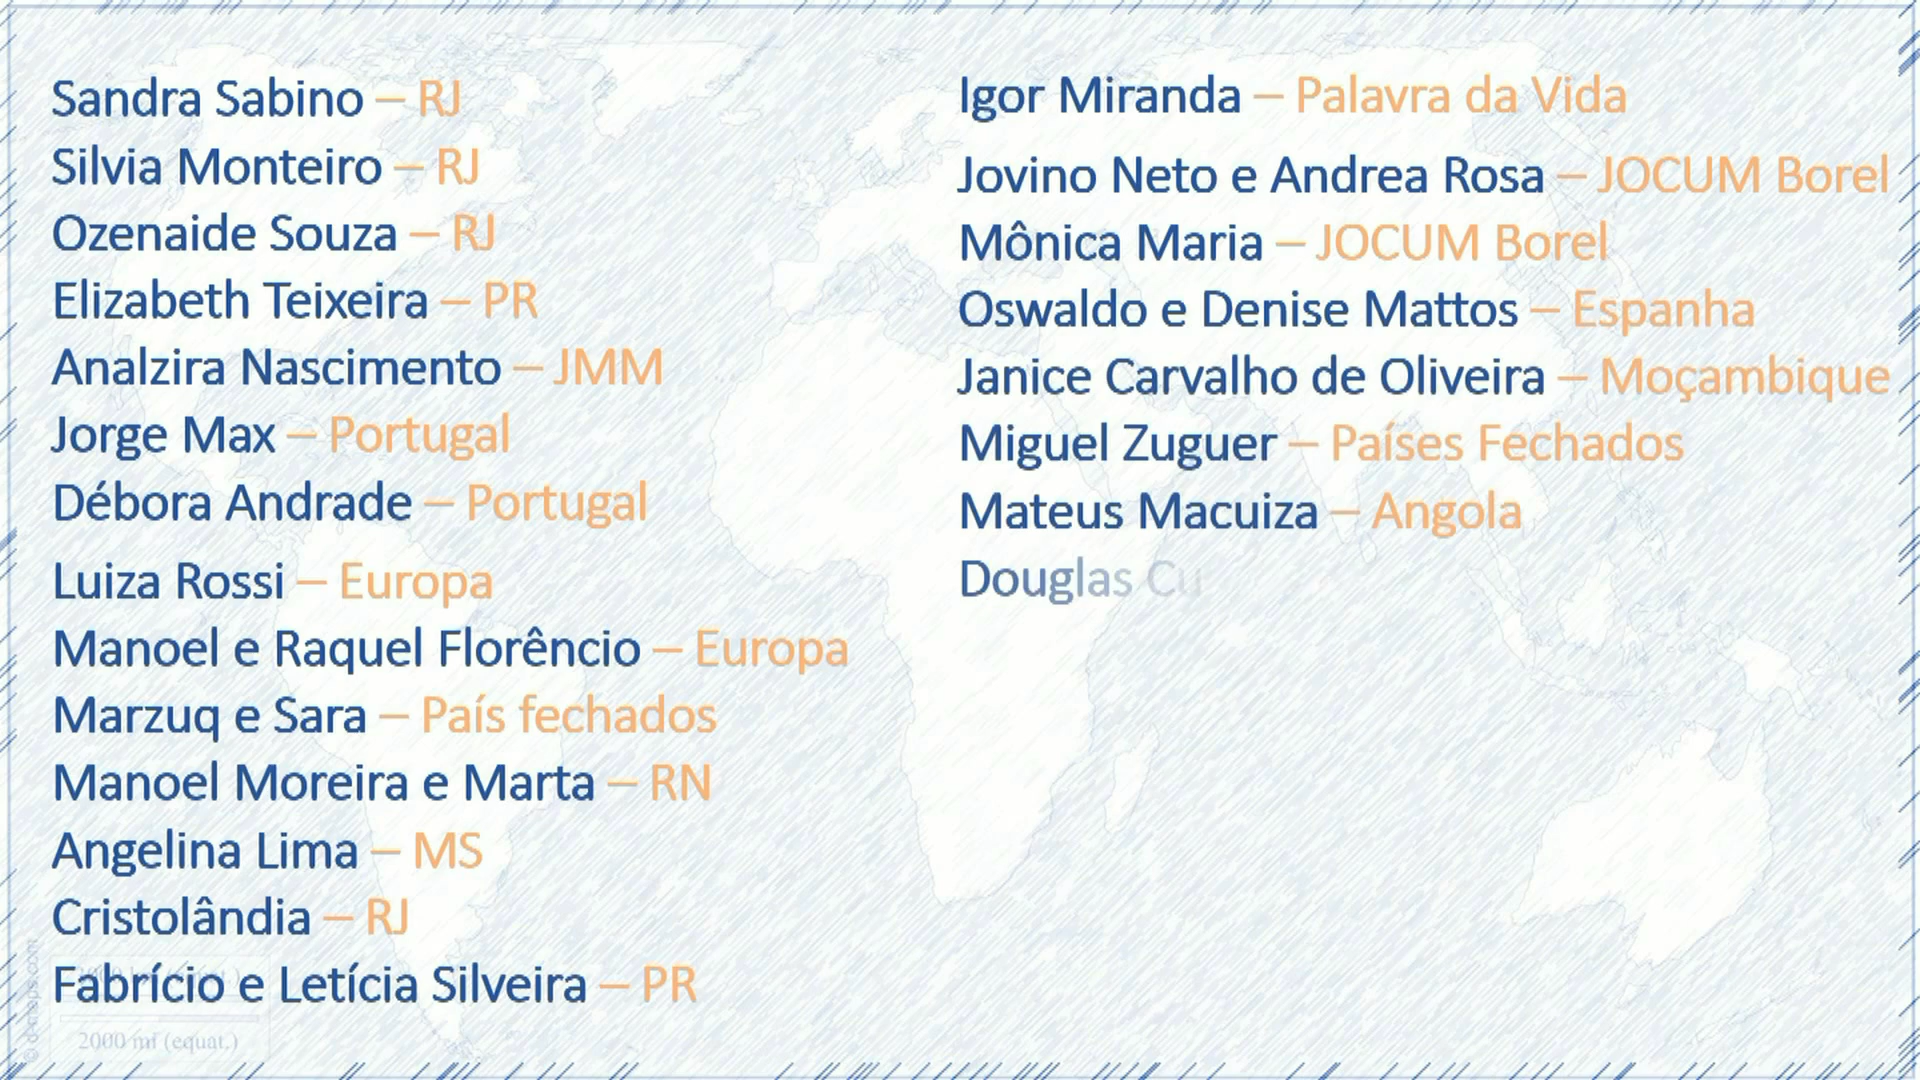 Sandra Sabino – RJ
Silvia Monteiro – RJ
Ozenaide Souza – RJ
Elizabeth Teixeira – PR
Analzira Nascimento – JMM
Jorge Max – Portugal
Débora Andrade – Portugal
Luiza Rossi – Europa
Manoel e Raquel Florêncio – Europa
Marzuq e Sara – País fechados
Manoel Moreira e Marta – RN
Angelina Lima – MS
Cristolândia – RJ
Fabrício e Letícia Silveira – PR
Igor Miranda – Palavra da Vida
Jovino Neto e Andrea Rosa – JOCUM Borel
Mônica Maria – JOCUM Borel
Oswaldo e Denise Mattos – Espanha
Janice Carvalho de Oliveira – Moçambique
Miguel Zuguer – Países Fechados
Mateus Macuiza – Angola
Douglas Cu
2000 mi (equat.)
© d-maps.com